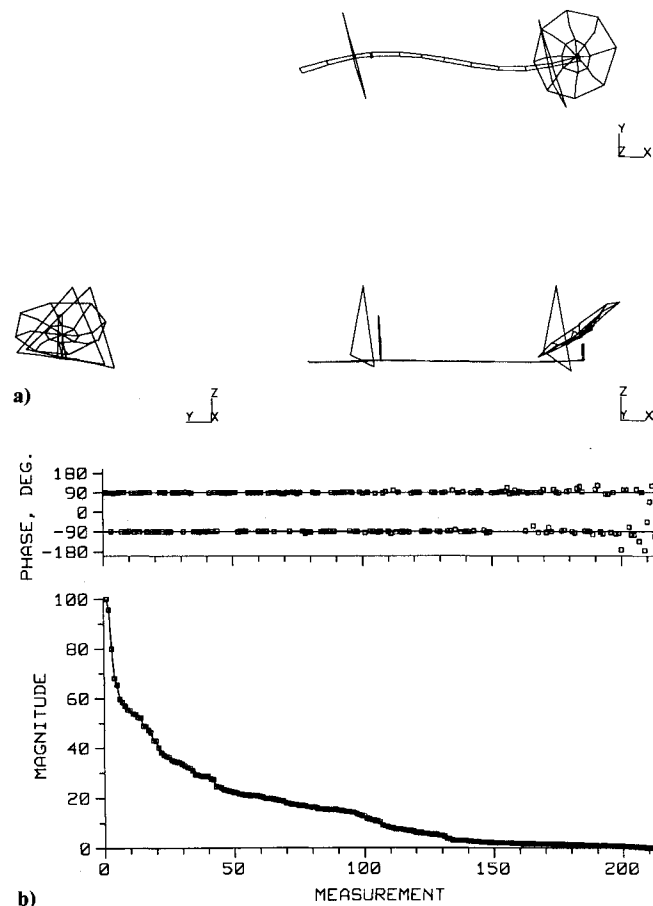 Y
Z X
a)
Z
Y X
Z
Y X
PHASE, DEG.
180
90
0
-90
-180
MAGNITUDE
100
80
60
40
20
0
0 50 100 150 200
MEASUREMENT
b)